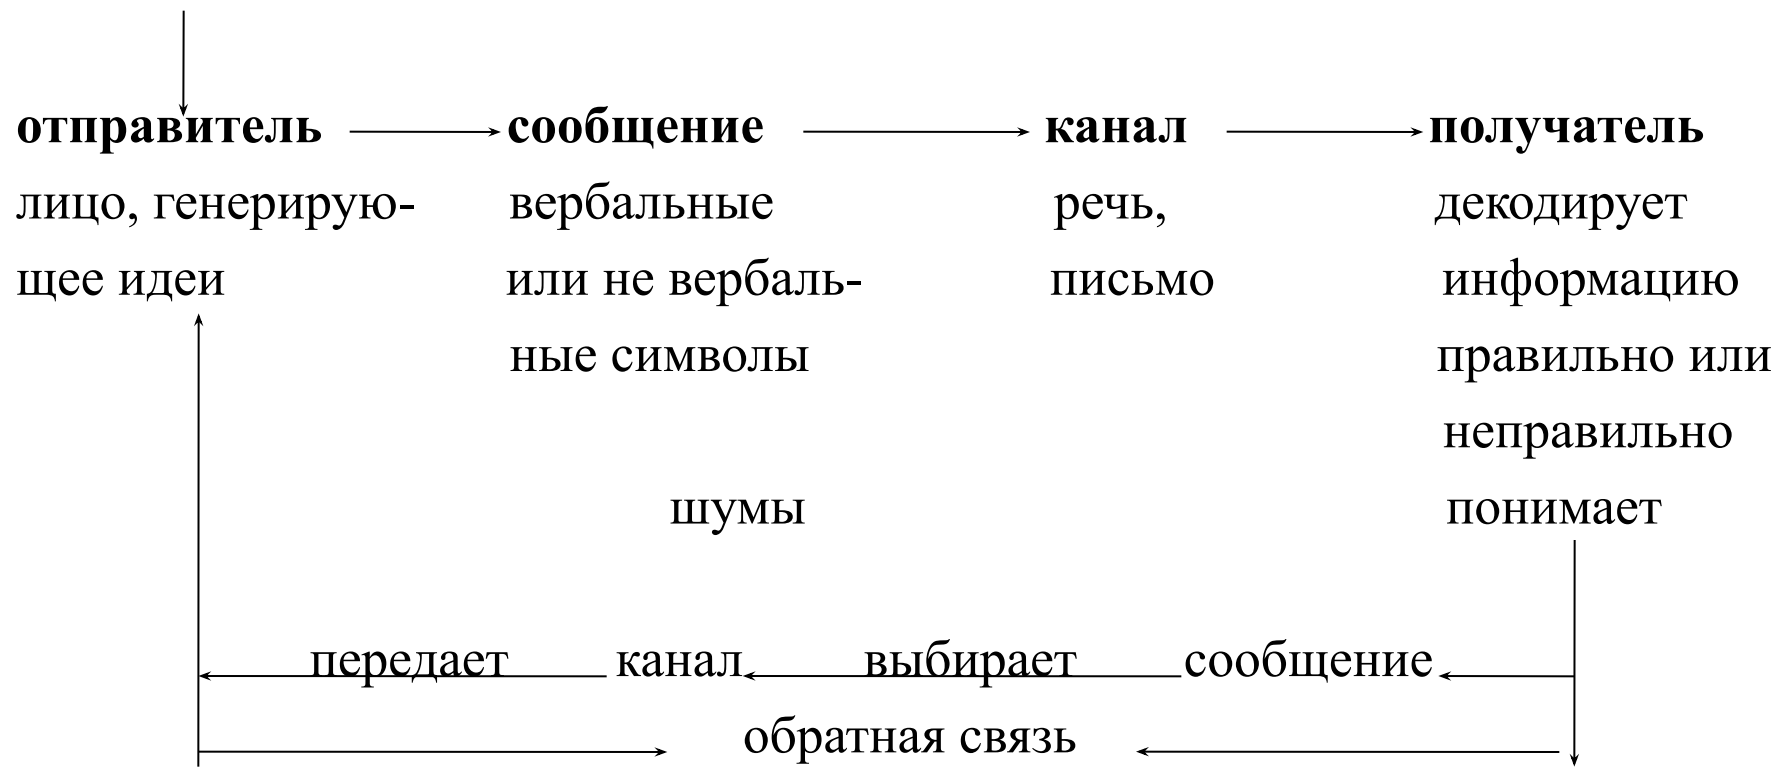 отправитель сообщение канал получатель
лицо, генерирую- вербальные речь, декодирует
щее идеи или не вербаль- письмо информацию
ные символы правильно или
неправильно
шумы понимает
передает канал выбирает сообщение
обратная связь